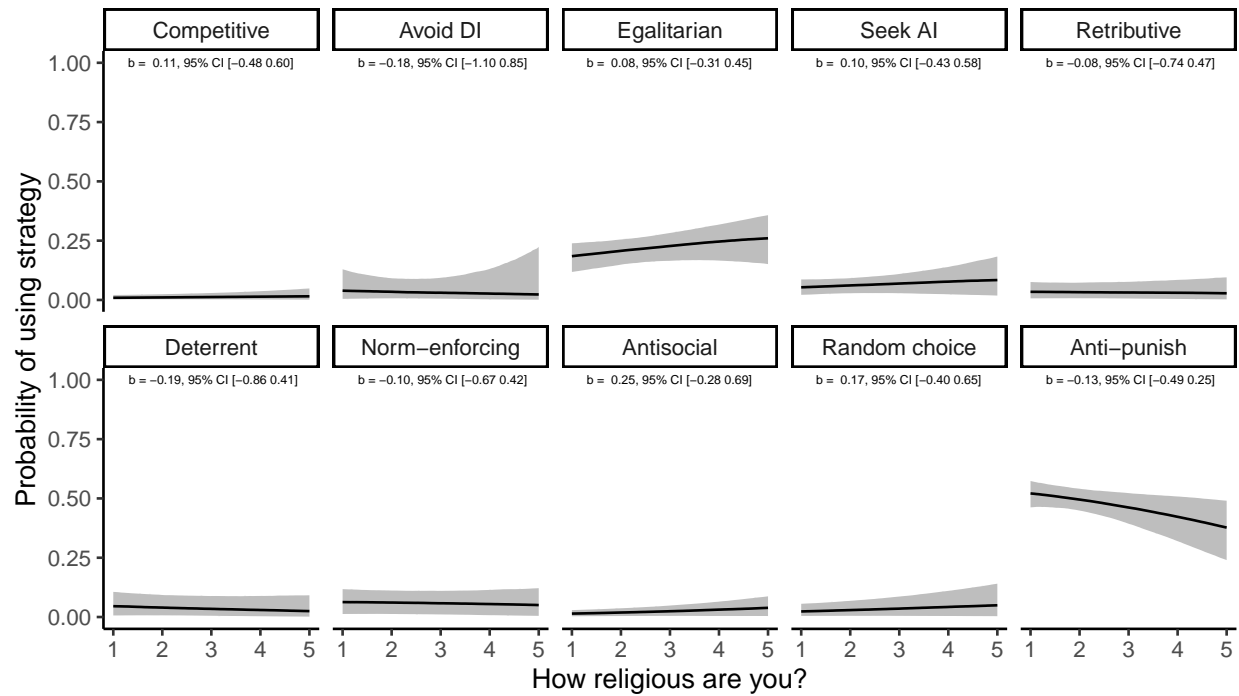 Competitive Avoid DI Egalitarian Seek AI Retributive
b = 0.11, 95% CI [−0.48 0.60] b = −0.18, 95% CI [−1.10 0.85] b = 0.08, 95% CI [−0.31 0.45] b = 0.10, 95% CI [−0.43 0.58] b = −0.08, 95% CI [−0.74 0.47]
1.00
0.75
0.50
0.25
0.00
Probability of using strategy
Deterrent Norm−enforcing Antisocial Random choice Anti−punish
b = −0.19, 95% CI [−0.86 0.41] b = −0.10, 95% CI [−0.67 0.42] b = 0.25, 95% CI [−0.28 0.69] b = 0.17, 95% CI [−0.40 0.65] b = −0.13, 95% CI [−0.49 0.25]
1.00
0.75
0.50
0.25
0.00
1 2 3 4 5 1 2 3 4 5 1 2 3 4 5 1 2 3 4 5 1 2 3 4 5
How religious are you?